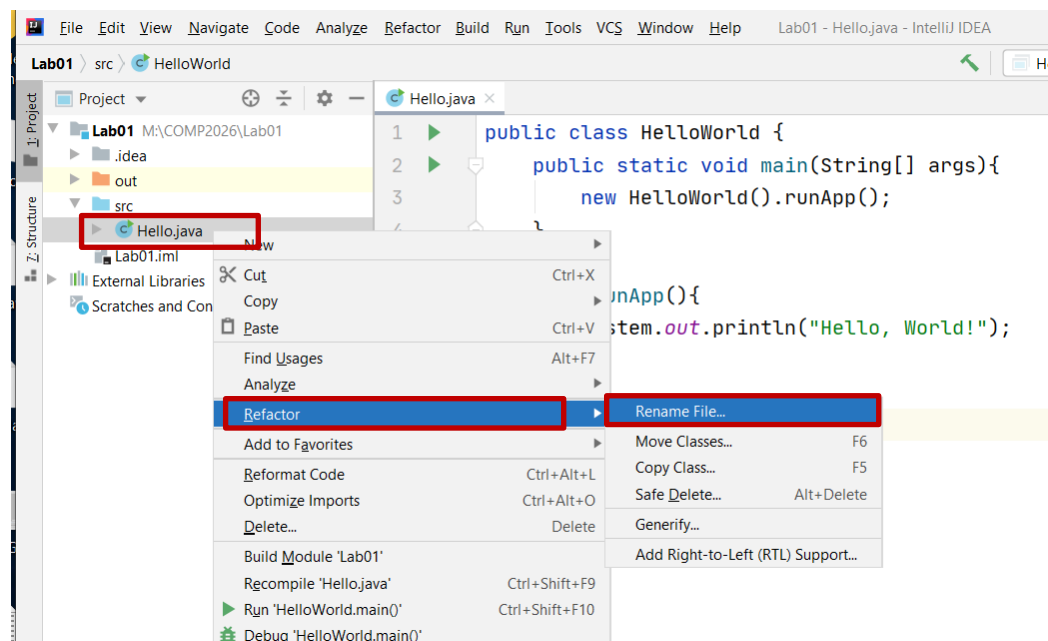 File Edit View Navigate Code Analyze Refactor Build Run Tools VCS Window Help Lab01 - Hello.java - IntelliJ IDEA
Lab01 src HelloWorld
1: Project
Z: Structure
Project
Lab01 M:\COMP2026\Lab01
.idea
out
src
Hello.java
Lab01.iml
External Libraries
Scratches and Con
Hello.java
1 public class HelloWorld {
2 public static void main(String[] args){
3 new HelloWorld().runApp();
4 }
unApp(){
stem.out.println("Hello, World!");
New
Cut Ctrl+X
Copy
Paste Ctrl+V
Find Usages Alt+F7
Analyze
Refactor
Add to Favorites
Reformat Code Ctrl+Alt+L
Optimize Imports Ctrl+Alt+O
Delete... Delete
Build Module 'Lab01'
Recompile 'Hello.java' Ctrl+Shift+F9
Run 'HelloWorld.main()' Ctrl+Shift+F10
Debug 'HelloWorld.main()'
Rename File...
Move Classes... F6
Copy Class... F5
Safe Delete... Alt+Delete
Generify...
Add Right-to-Left (RTL) Support...